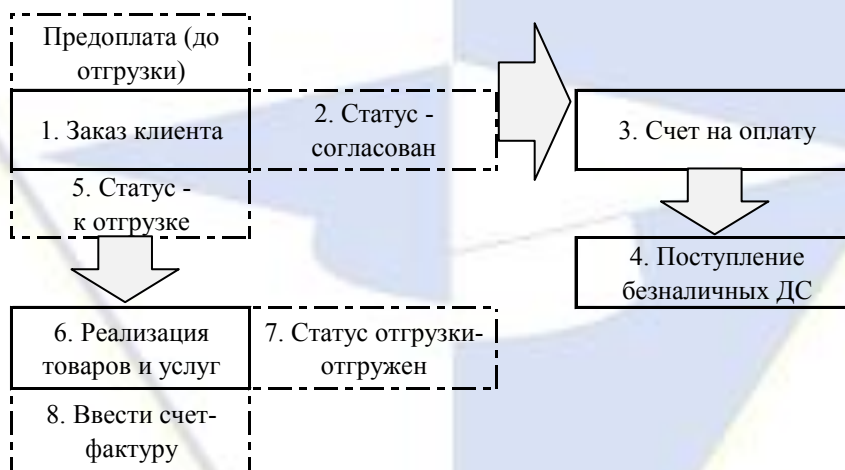 Предоплата (до
отгрузки)
1. Заказ клиента
2. Статус -
согласован
3. Счет на оплату
5. Статус -
к отгрузке
4. Поступление
безналичных ДС
6. Реализация
товаров и услуг
7. Статус отгрузки-
отгружен
8. Ввести счет-
фактуру